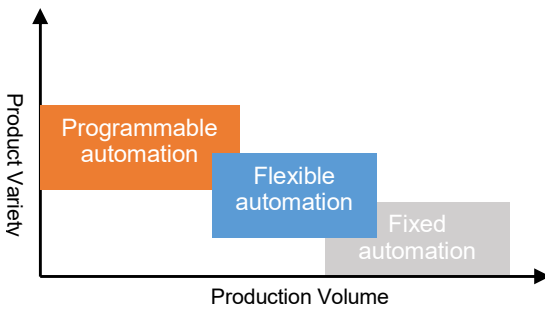 Product Variety
Programmable
automation
Flexible
automation
Fixed
automation
Production Volume